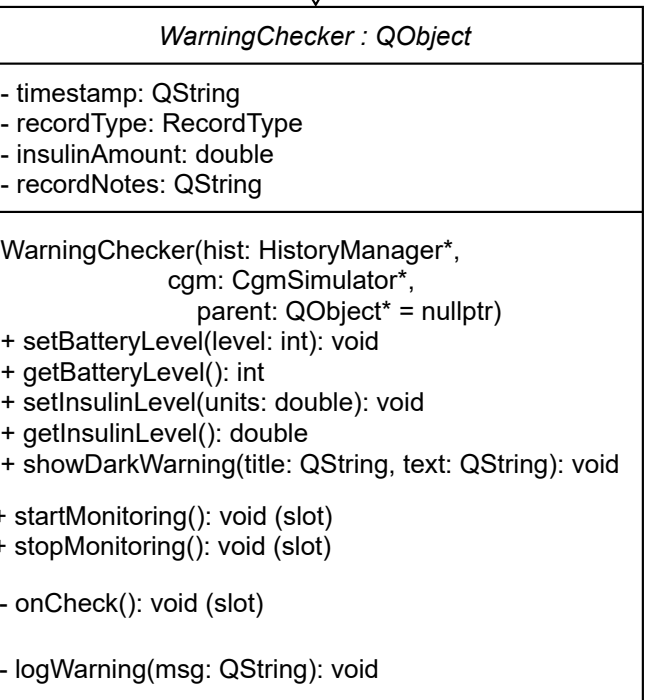 WarningChecker : QObject
- timestamp: QString
- recordType: RecordType
- insulinAmount: double
- recordNotes: QString
WarningChecker(hist: HistoryManager*,
cgm: CgmSimulator*,
parent: QObject* = nullptr)
+ setBatteryLevel(level: int): void
+ getBatteryLevel(): int
+ setInsulinLevel(units: double): void
+ getInsulinLevel(): double
+ showDarkWarning(title: QString, text: QString): void
+ startMonitoring(): void (slot)
+ stopMonitoring(): void (slot)
- onCheck(): void (slot)
- logWarning(msg: QString): void